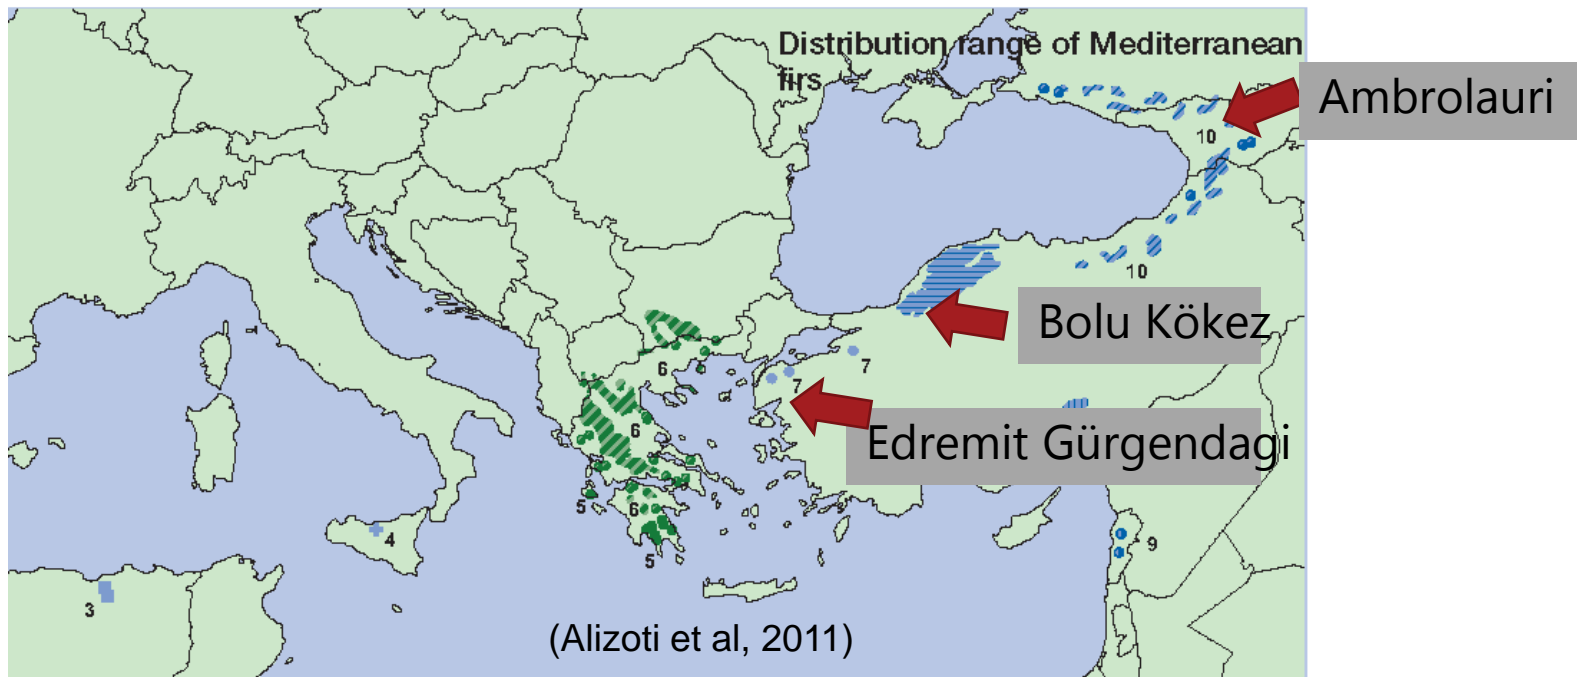 Distribution range of Mediterranean
firs
Ambrolauri
10
10
Bolu Kökez
7
7
6
Edremit Gürgendagi
6
5
6
4
9
5
3
(Alizoti et al, 2011)